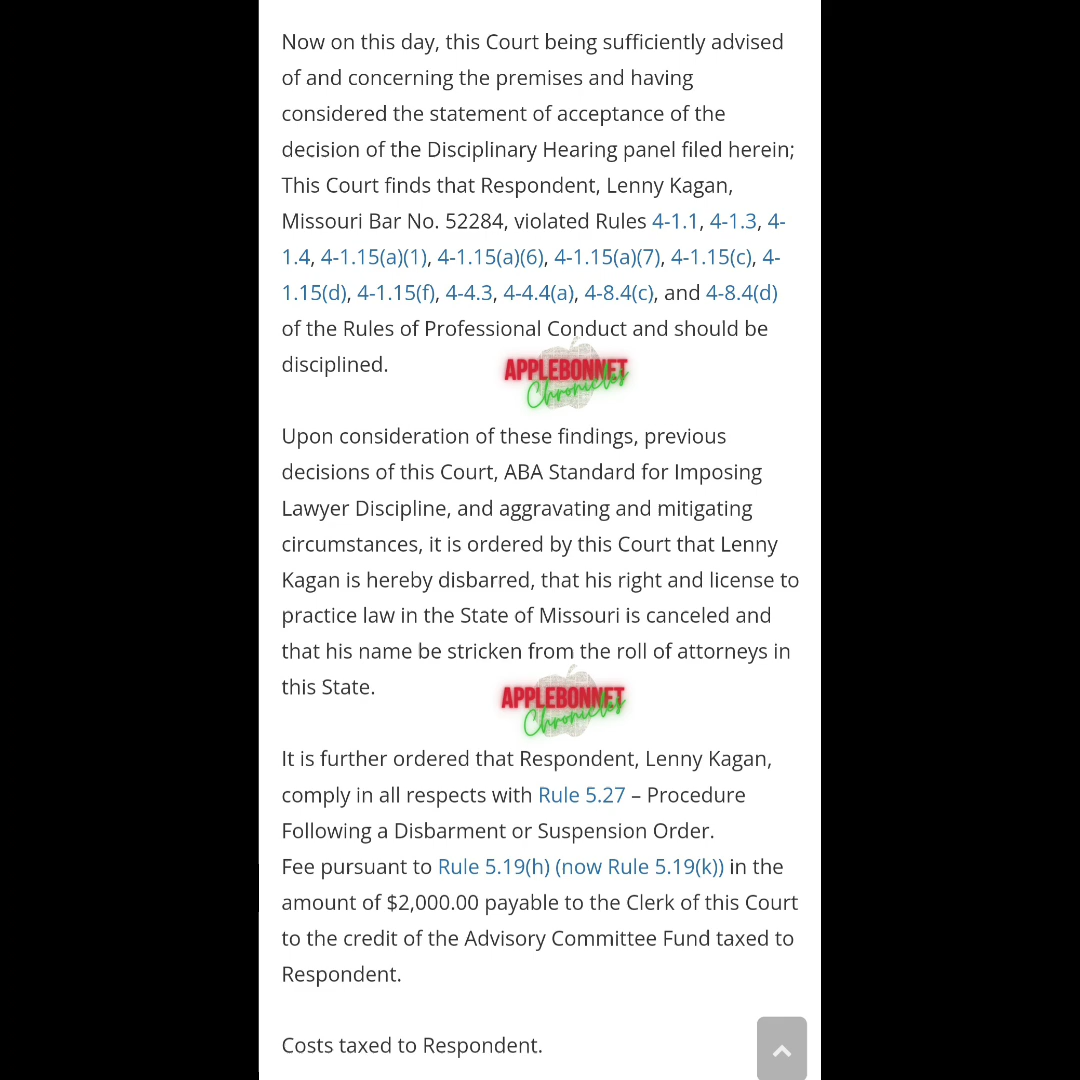 Now on this day, this Court being sufficiently advised
of and concerning the premises and having
considered the statement of acceptance of the
decision of the Disciplinary Hearing panel filed herein;
This Court finds that Respondent, Lenny Kagan,
Missouri Bar No. 52284, violated Rules 4-1.1, 4-1.3, 4-
1.4, 4-1.15(a)(1), 4-1.15(a)(6), 4-1.15(a)(7), 4-1.15(c), 4-
1.15(d), 4-1.15(f), 4-4.3, 4-4.4(a), 4-8.4(c), and 4-8.4(d)
of the Rules of Professional Conduct and should be
disciplined.
APPLEBONNET
Chronicles
Upon consideration of these findings, previous
decisions of this Court, ABA Standard for Imposing
Lawyer Discipline, and aggravating and mitigating
circumstances, it is ordered by this Court that Lenny
Kagan is hereby disbarred, that his right and license to
practice law in the State of Missouri is canceled and
that his name be stricken from the roll of attorneys in
this State.
APPLEBONNET
Chronicles
It is further ordered that Respondent, Lenny Kagan,
comply in all respects with Rule 5.27 – Procedure
Following a Disbarment or Suspension Order.
Fee pursuant to Rule 5.19(h) (now Rule 5.19(k)) in the
amount of $2,000.00 payable to the Clerk of this Court
to the credit of the Advisory Committee Fund taxed to
Respondent.
Costs taxed to Respondent.